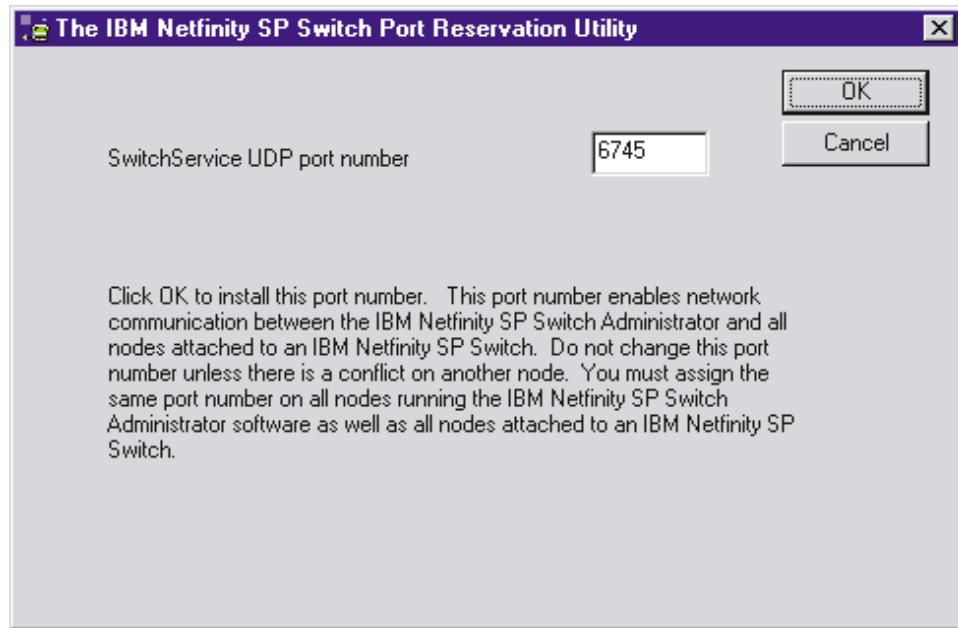 The IBM Netfinity SP Switch Port Reservation Utility
OK
SwitchService UDP port number
6745
Cancel
Click OK to install this port number. This port number enables network
communication between the IBM Netfinity SP Switch Administrator and all
nodes attached to an IBM Netfinity SP Switch. Do not change this port
number unless there is a conflict on another node. You must assign the
same port number on all nodes running the IBM Netfinity SP Switch
Administrator software as well as all nodes attached to an IBM Netfinity SP
Switch.